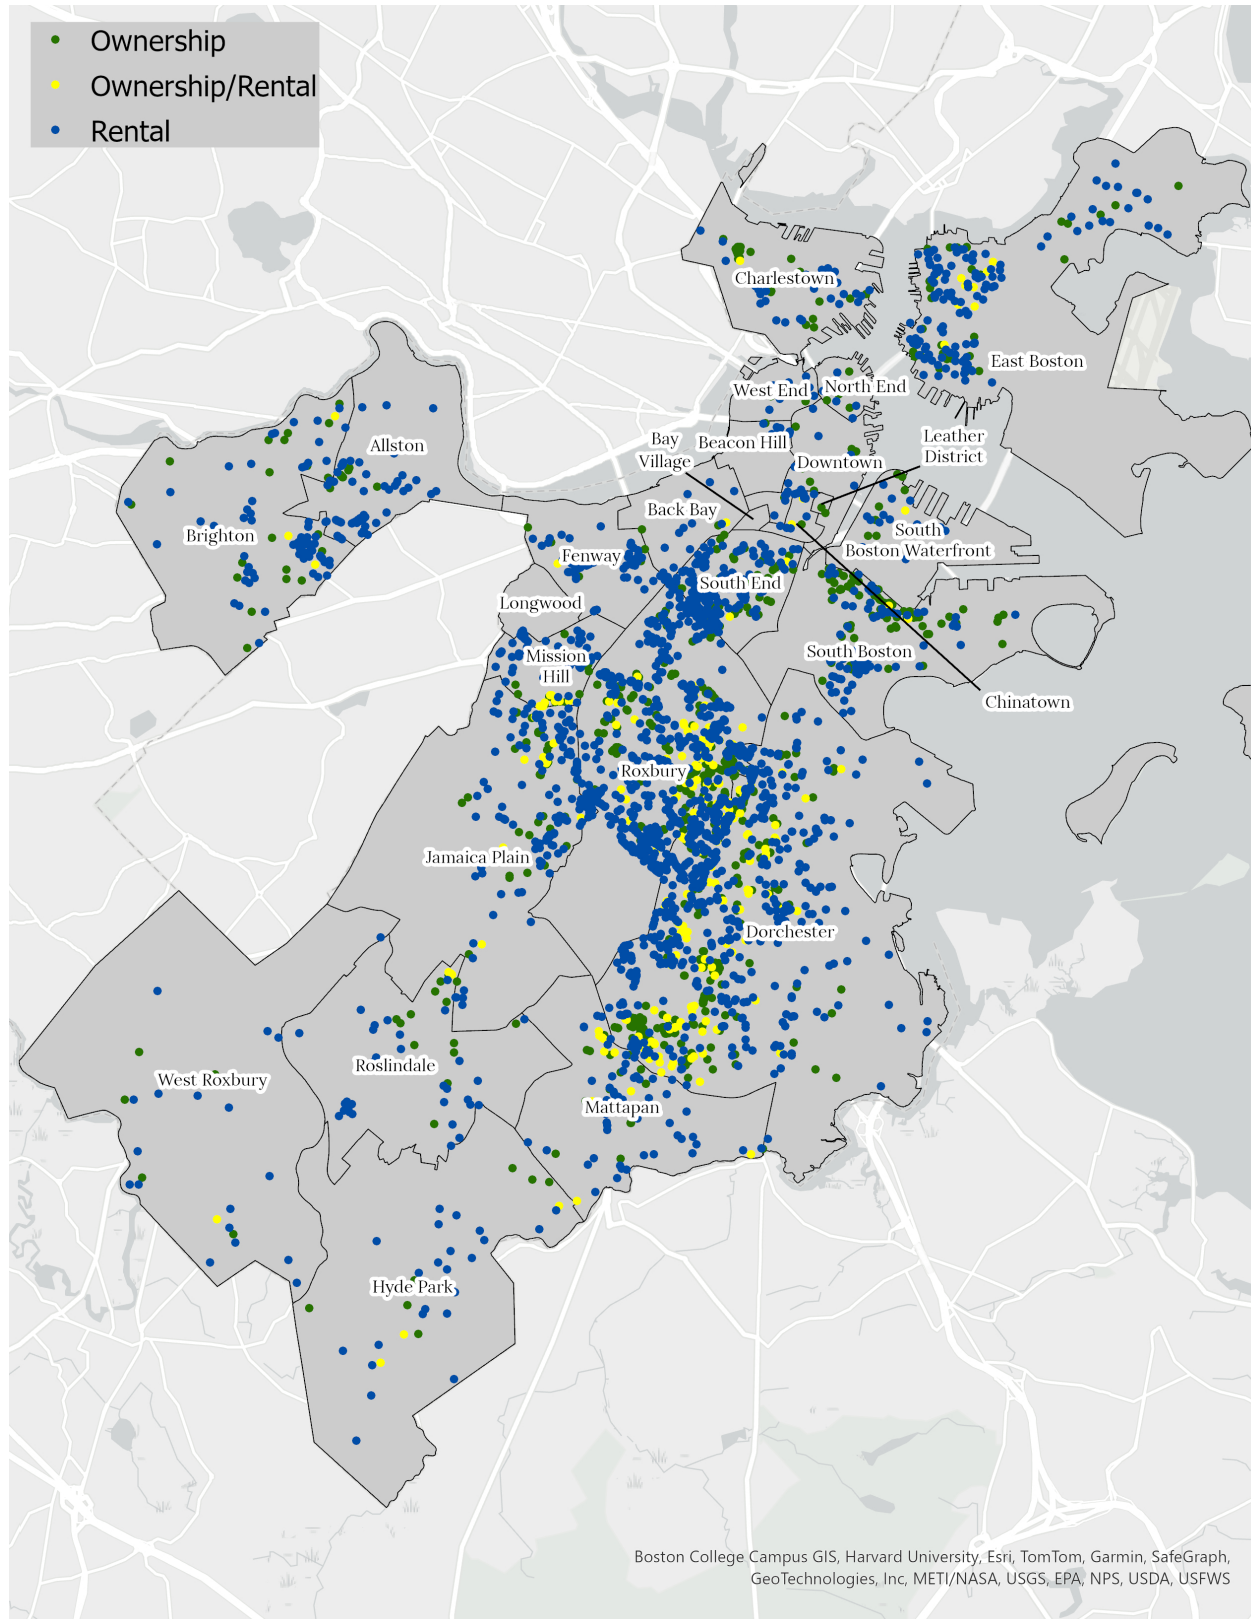 Ownership
Ownership/Rental
Rental
Charlestown
East Boston
West End
North End
Allston
Bay
Village
Beacon Hill
Leather
District
Downtown
Back Bay
Brighton
South
Boston Waterfront
Fenway
South End
Longwood
Mission
Hill
South Boston
Chinatown
Roxbury
Jamaica Plain
Dorchester
Roslindale
West Roxbury
Mattapan
Hyde Park
Boston College Campus GIS, Harvard University, Esri, TomTom, Garmin, SafeGraph,
GeoTechnologies, Inc, METI/NASA, USGS, EPA, NPS, USDA, USFWS